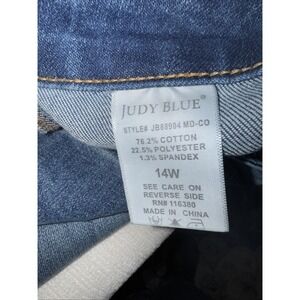 JUDY BLUE®
STYLE# JB88904 MD-CO
76.2% COTTON
22.5% POLYESTER
1.3% SPANDEX
14W
SEE CARE ON
REVERSE SIDE
RN# 116380
MADE IN CHINA